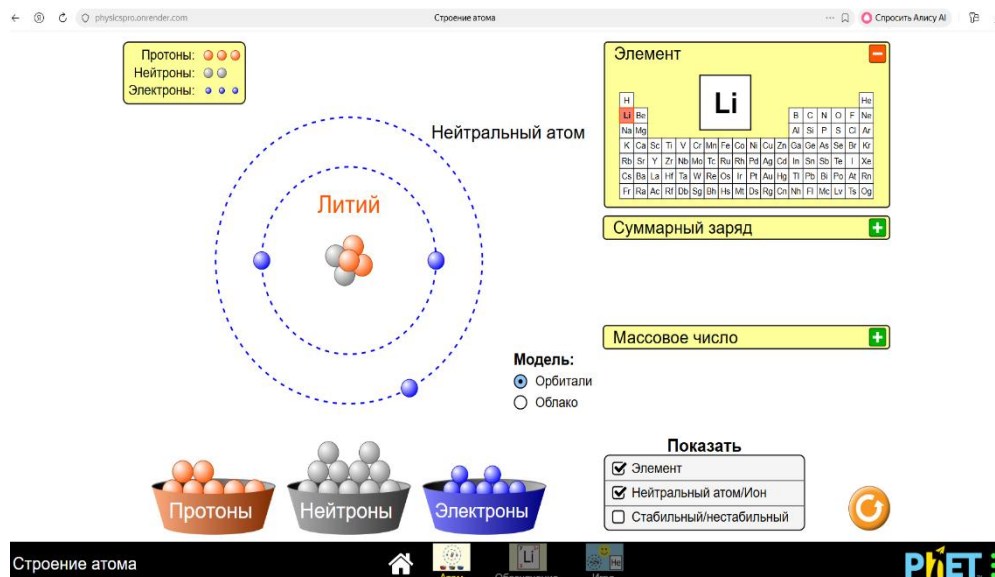 physicspro.onrender.com
Строение атома
Спросить Алису AI
Протоны:
Нейтроны:
Электроны:
Нейтральный атом
Литий
Элемент
Li
H He
Li Be B C N O F Ne
Na Mg Al Si P S Cl Ar
K Ca Sc Ti V Cr Mn Fe Co Ni Cu Zn Ga Ge As Se Br Kr
Rb Sr Y Zr Nb Mo Tc Ru Rh Pd Ag Cd In Sn Sb Te I Xe
Cs Ba La Hf Ta W Re Os Ir Pt Au Hg Tl Pb Bi Po At Rn
Fr Ra Ac Rf Db Sg Bh Hs Mt Ds Rg Cn Nh Fl Mc Lv Ts Og
Суммарный заряд
Массовое число
Модель:
Орбитали
Облако
Показать
Элемент
Нейтральный атом/Ион
Стабильный/нестабильный
Протоны
Нейтроны
Электроны
Строение атома
Атом
Li
He
PhET